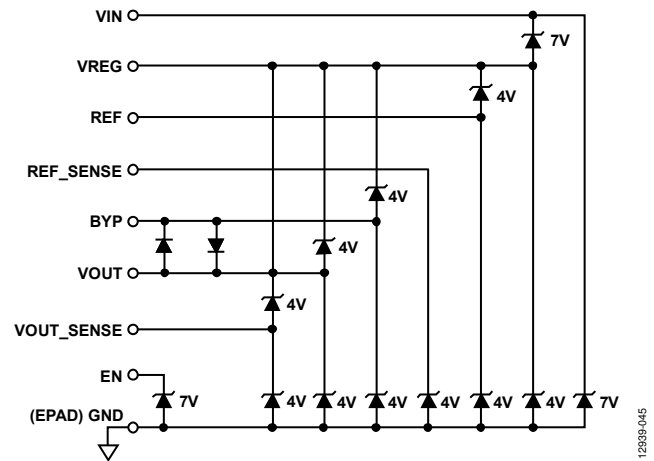 VIN
7V
VREG
4V
REF
REF_SENSE
4V
BYP
4V
VOUT
4V
VOUT_SENSE
EN
7V 4V 4V 4V 4V 4V 4V 7V
(EPAD) GND
12939-045